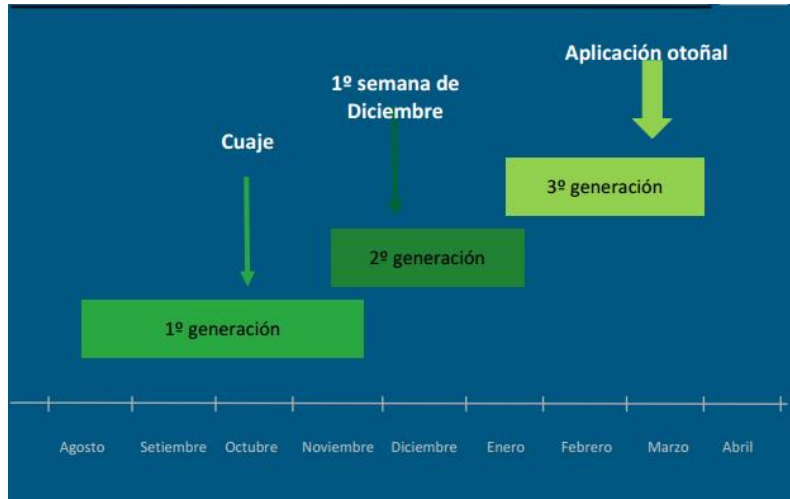 Aplicación otoñal
1º semana de
Diciembre
Cuaje
3º generación
2º generación
1º generación
Agosto Setiembre Octubre Noviembre Diciembre Enero Febrero Marzo Abril